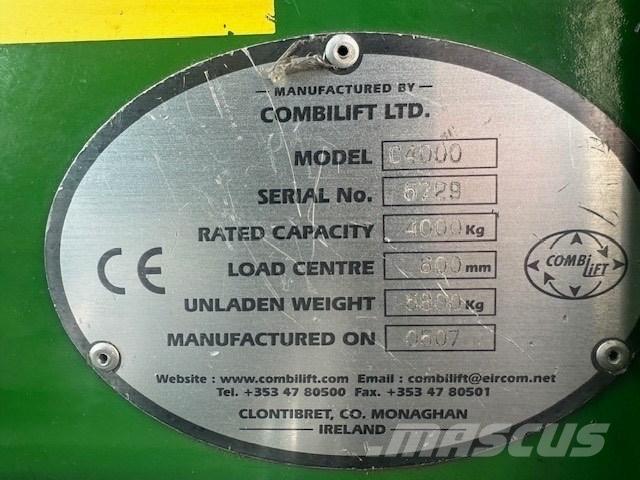 MANUFACTURED BY
COMBILIFT LTD.
MODEL C4000
SERIAL No. 6729
RATED CAPACITY 4000 Kg
LOAD CENTRE 600 mm
UNLADEN WEIGHT Kg
MANUFACTURED ON 0507
CE
COMBi LiFT
Website : www.combilift.com Email : combilift@eircom.net
Tel. +353 47 80500 Fax. +353 47 80501
CLONTIBRET, CO. MONAGHAN
IRELAND
MASCUS